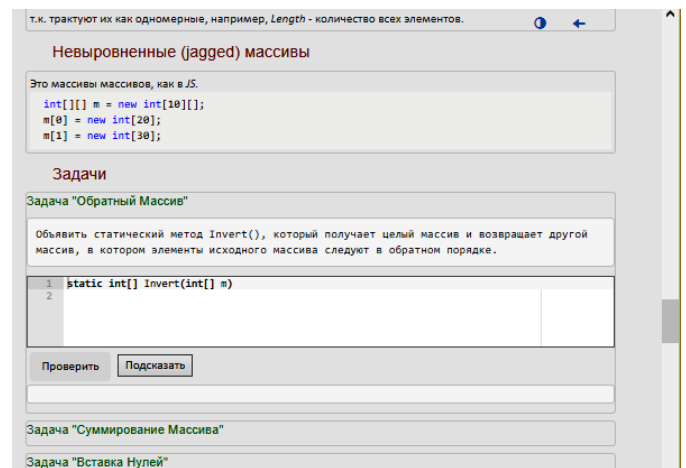 т.к. трактуют их как одномерные, например, Length - количество всех элементов.
Невыровненные (jagged) массивы
Это массивы массивов, как в JS.
int[][] m = new int[10][];
m[0] = new int[20];
m[1] = new int[30];
Задачи
Задача "Обратный Массив"
Объявить статический метод Invert(), который получает целый массив и возвращает другой
массив, в котором элементы исходного массива следуют в обратном порядке.
1 static int[] Invert(int[] m)
2
Проверить Подсказать
Задача "Суммирование Массива"
Задача "Вставка Нулей"